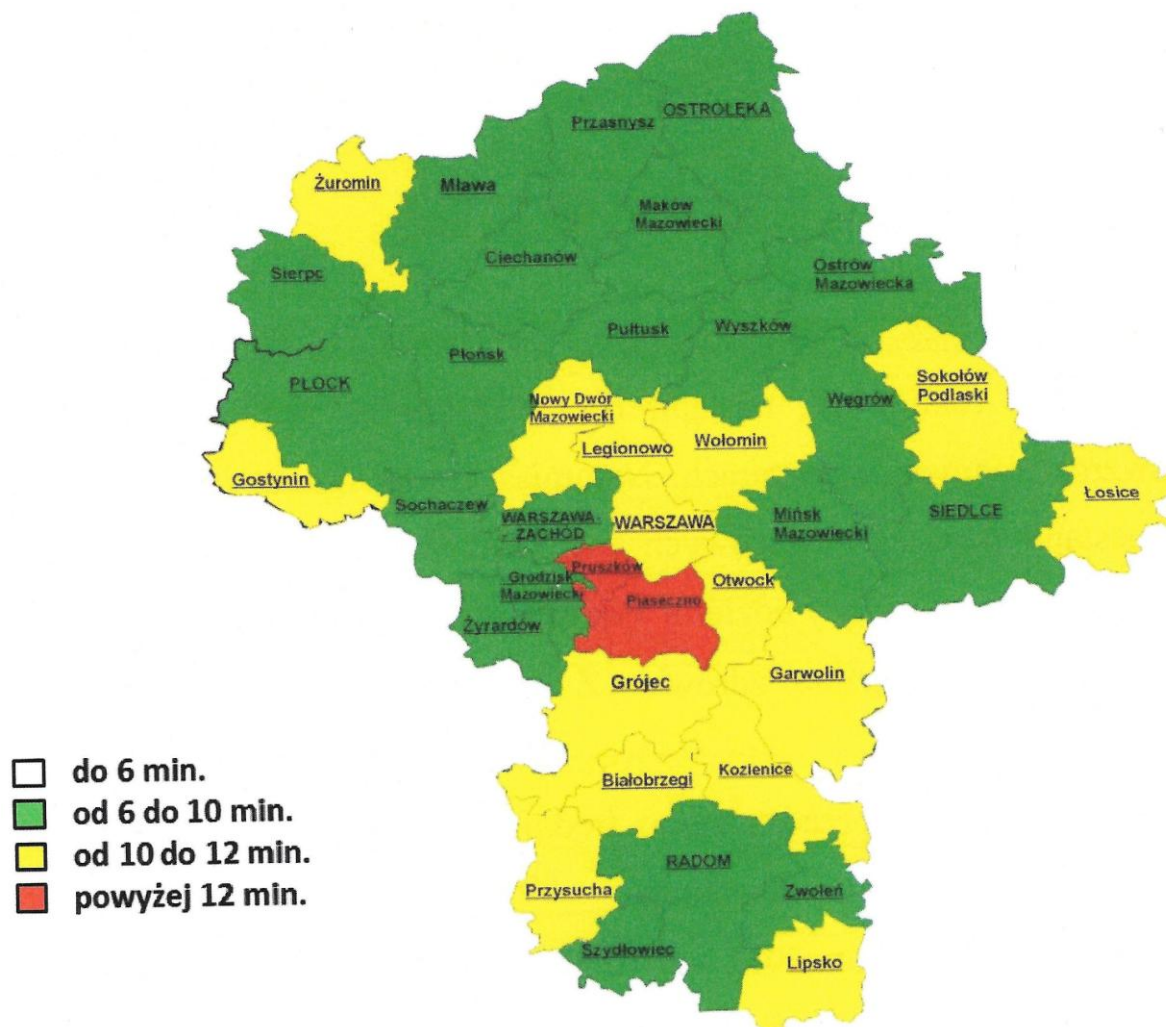 Przasnysz
OSTROŁĘKA
Żuromin
Mława
Maków
Mazowiecki
Ciechanów
Sierpc
Ostrów
Mazowiecka
Pułtusk
Wyszków
Płońsk
PŁOCK
Sokołów
Podlaski
Węgrów
Nowy Dwór
Mazowiecki
Legionowo
Wołomin
Gostynin
Łosice
Sochaczew
SIEDLCE
WARSZAWA
- ZACHÓD
WARSZAWA
Mińsk
Mazowiecki
Pruszków
Grodzisk
Mazowiecki
Otwock
Piaseczno
Żyrardów
Garwolin
Grójec
Białobrzegi
Kozienice
RADOM
Przysucha
Zwoleń
Szydłowiec
Lipsko
do 6 min.
od 6 do 10 min.
od 10 do 12 min.
powyżej 12 min.